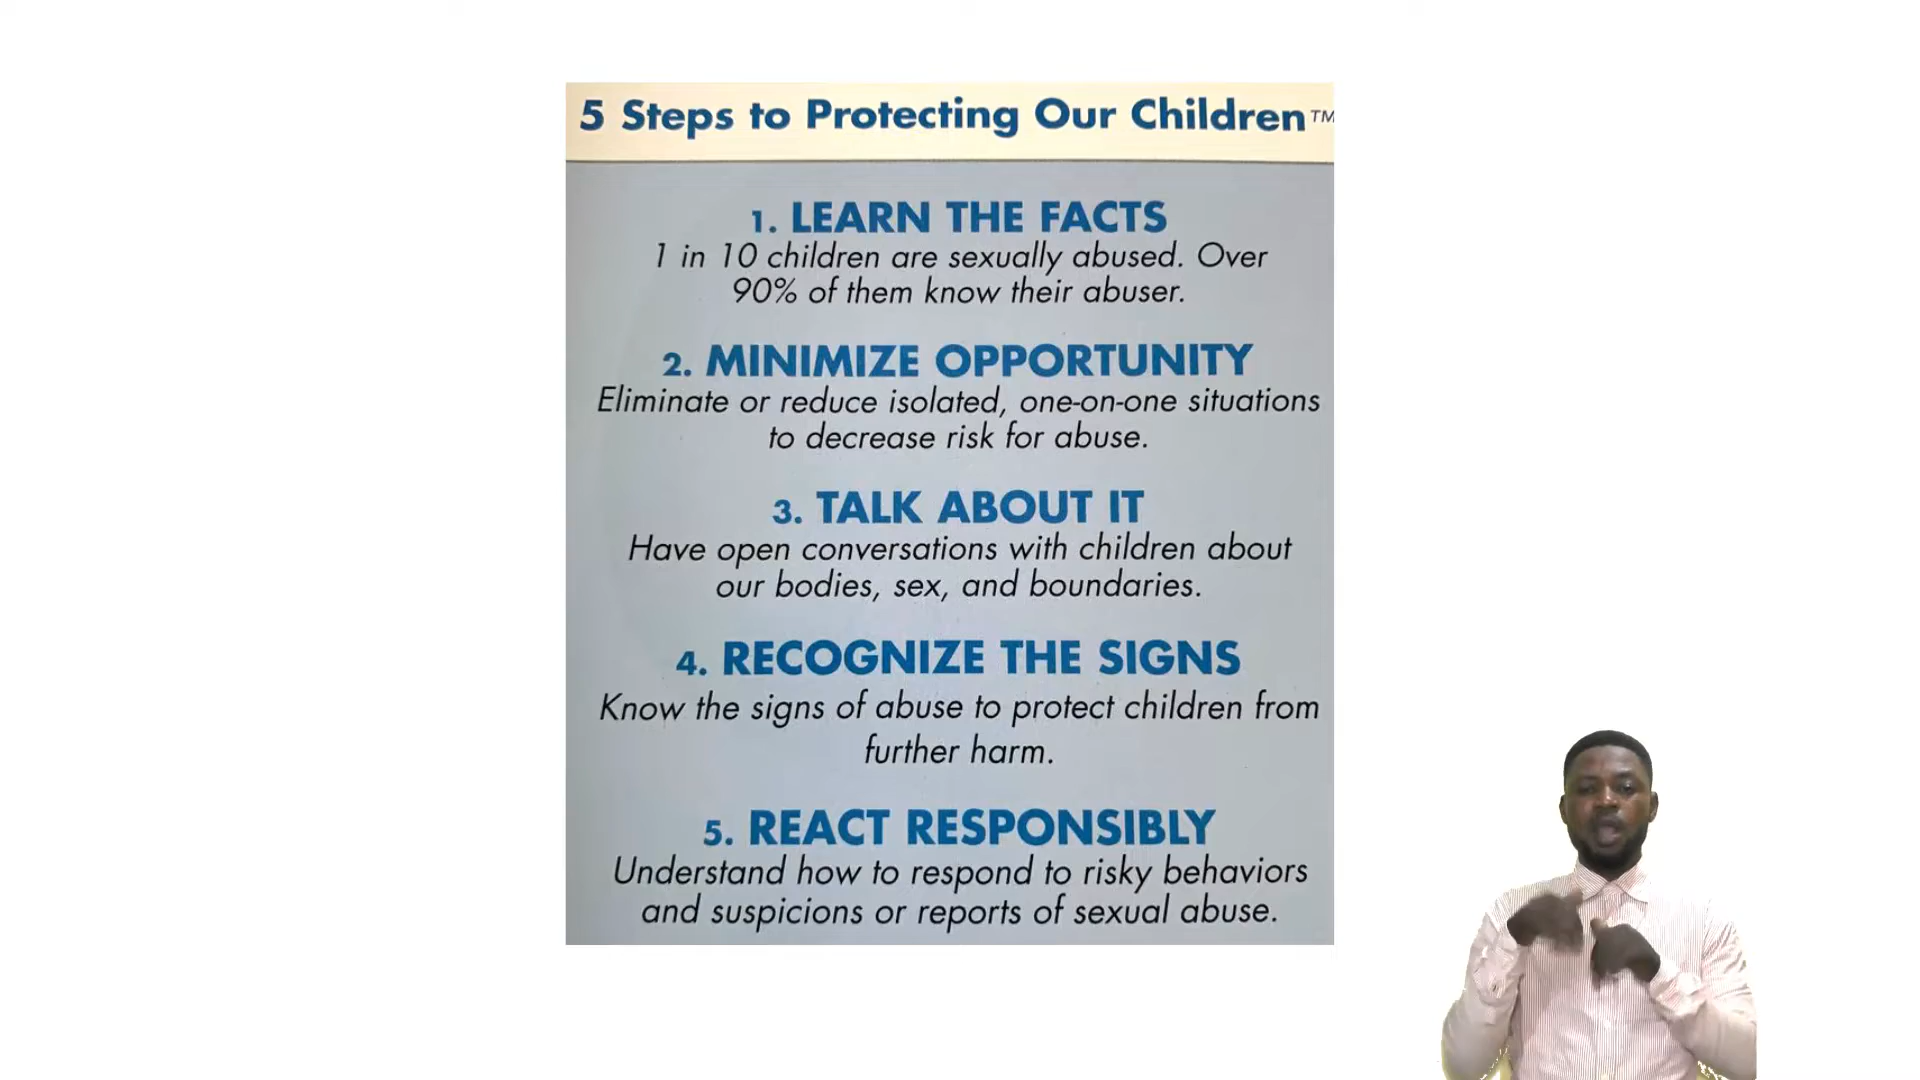 5 Steps to Protecting Our Children™
1. LEARN THE FACTS
1 in 10 children are sexually abused. Over
90% of them know their abuser.
2. MINIMIZE OPPORTUNITY
Eliminate or reduce isolated, one-on-one situations
to decrease risk for abuse.
3. TALK ABOUT IT
Have open conversations with children about
our bodies, sex, and boundaries.
4. RECOGNIZE THE SIGNS
Know the signs of abuse to protect children from
further harm.
5. REACT RESPONSIBLY
Understand how to respond to risky behaviors
and suspicions or reports of sexual abuse.